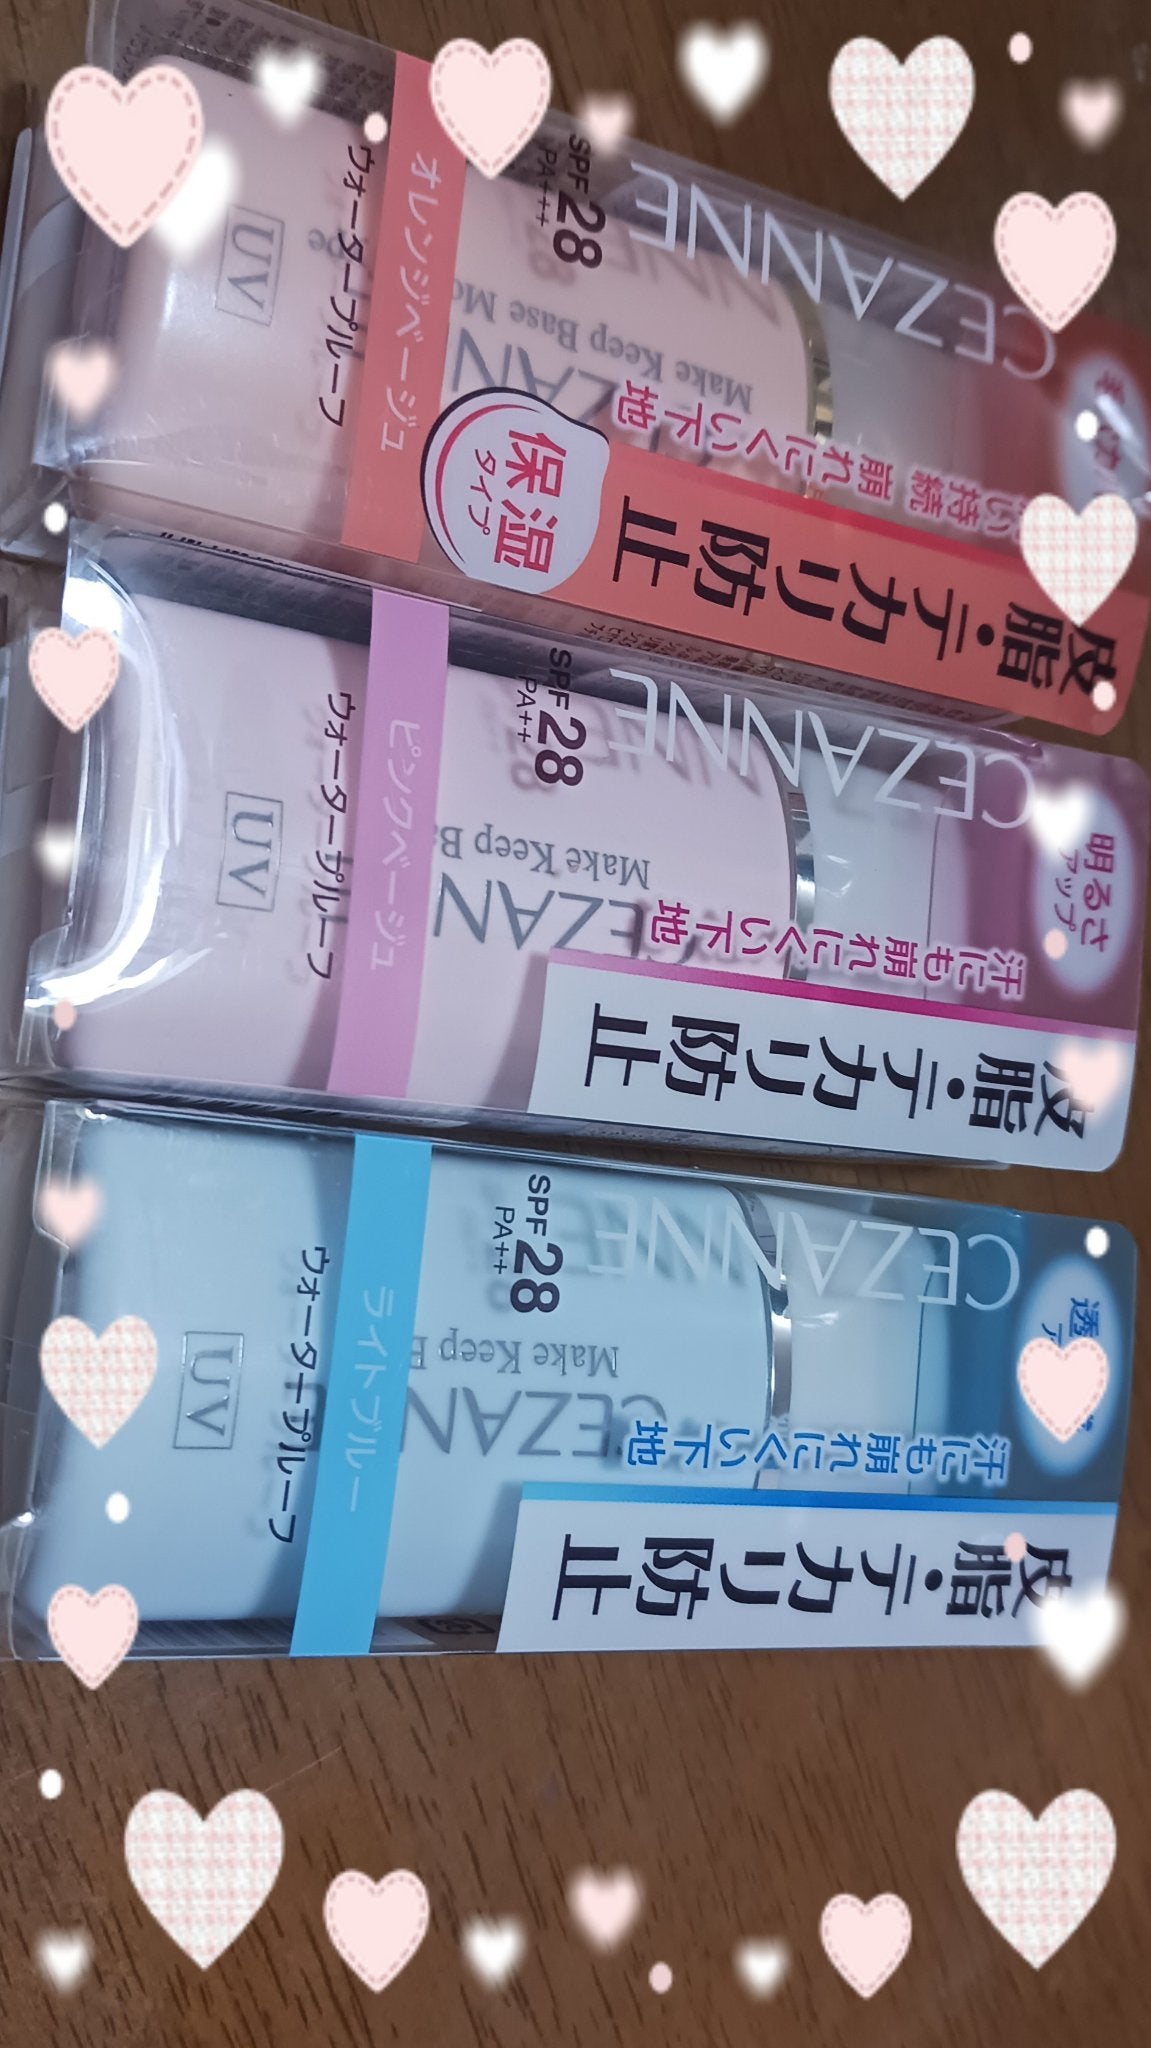 CEZANNE
皮脂・テカリ防止
持続 崩れにくい下地
保湿
タイプ
SPF28
PA+++
Make Keep Base Mo
オレンジベージュ
ウォータープルーフ
UV
CEZANNE
明るさ
アップ
皮脂・テカリ防止
汗にも崩れにくい下地
SPF28
PA++
Make Keep
ピンクベージュ
ウォータープルーフ
UV
CEZANNE
透
皮脂・テカリ防止
汗にも崩れにくい下地
SPF28
PA++
CEZAN
Make Keep
ライトブルー
ウォータープルーフ
UV